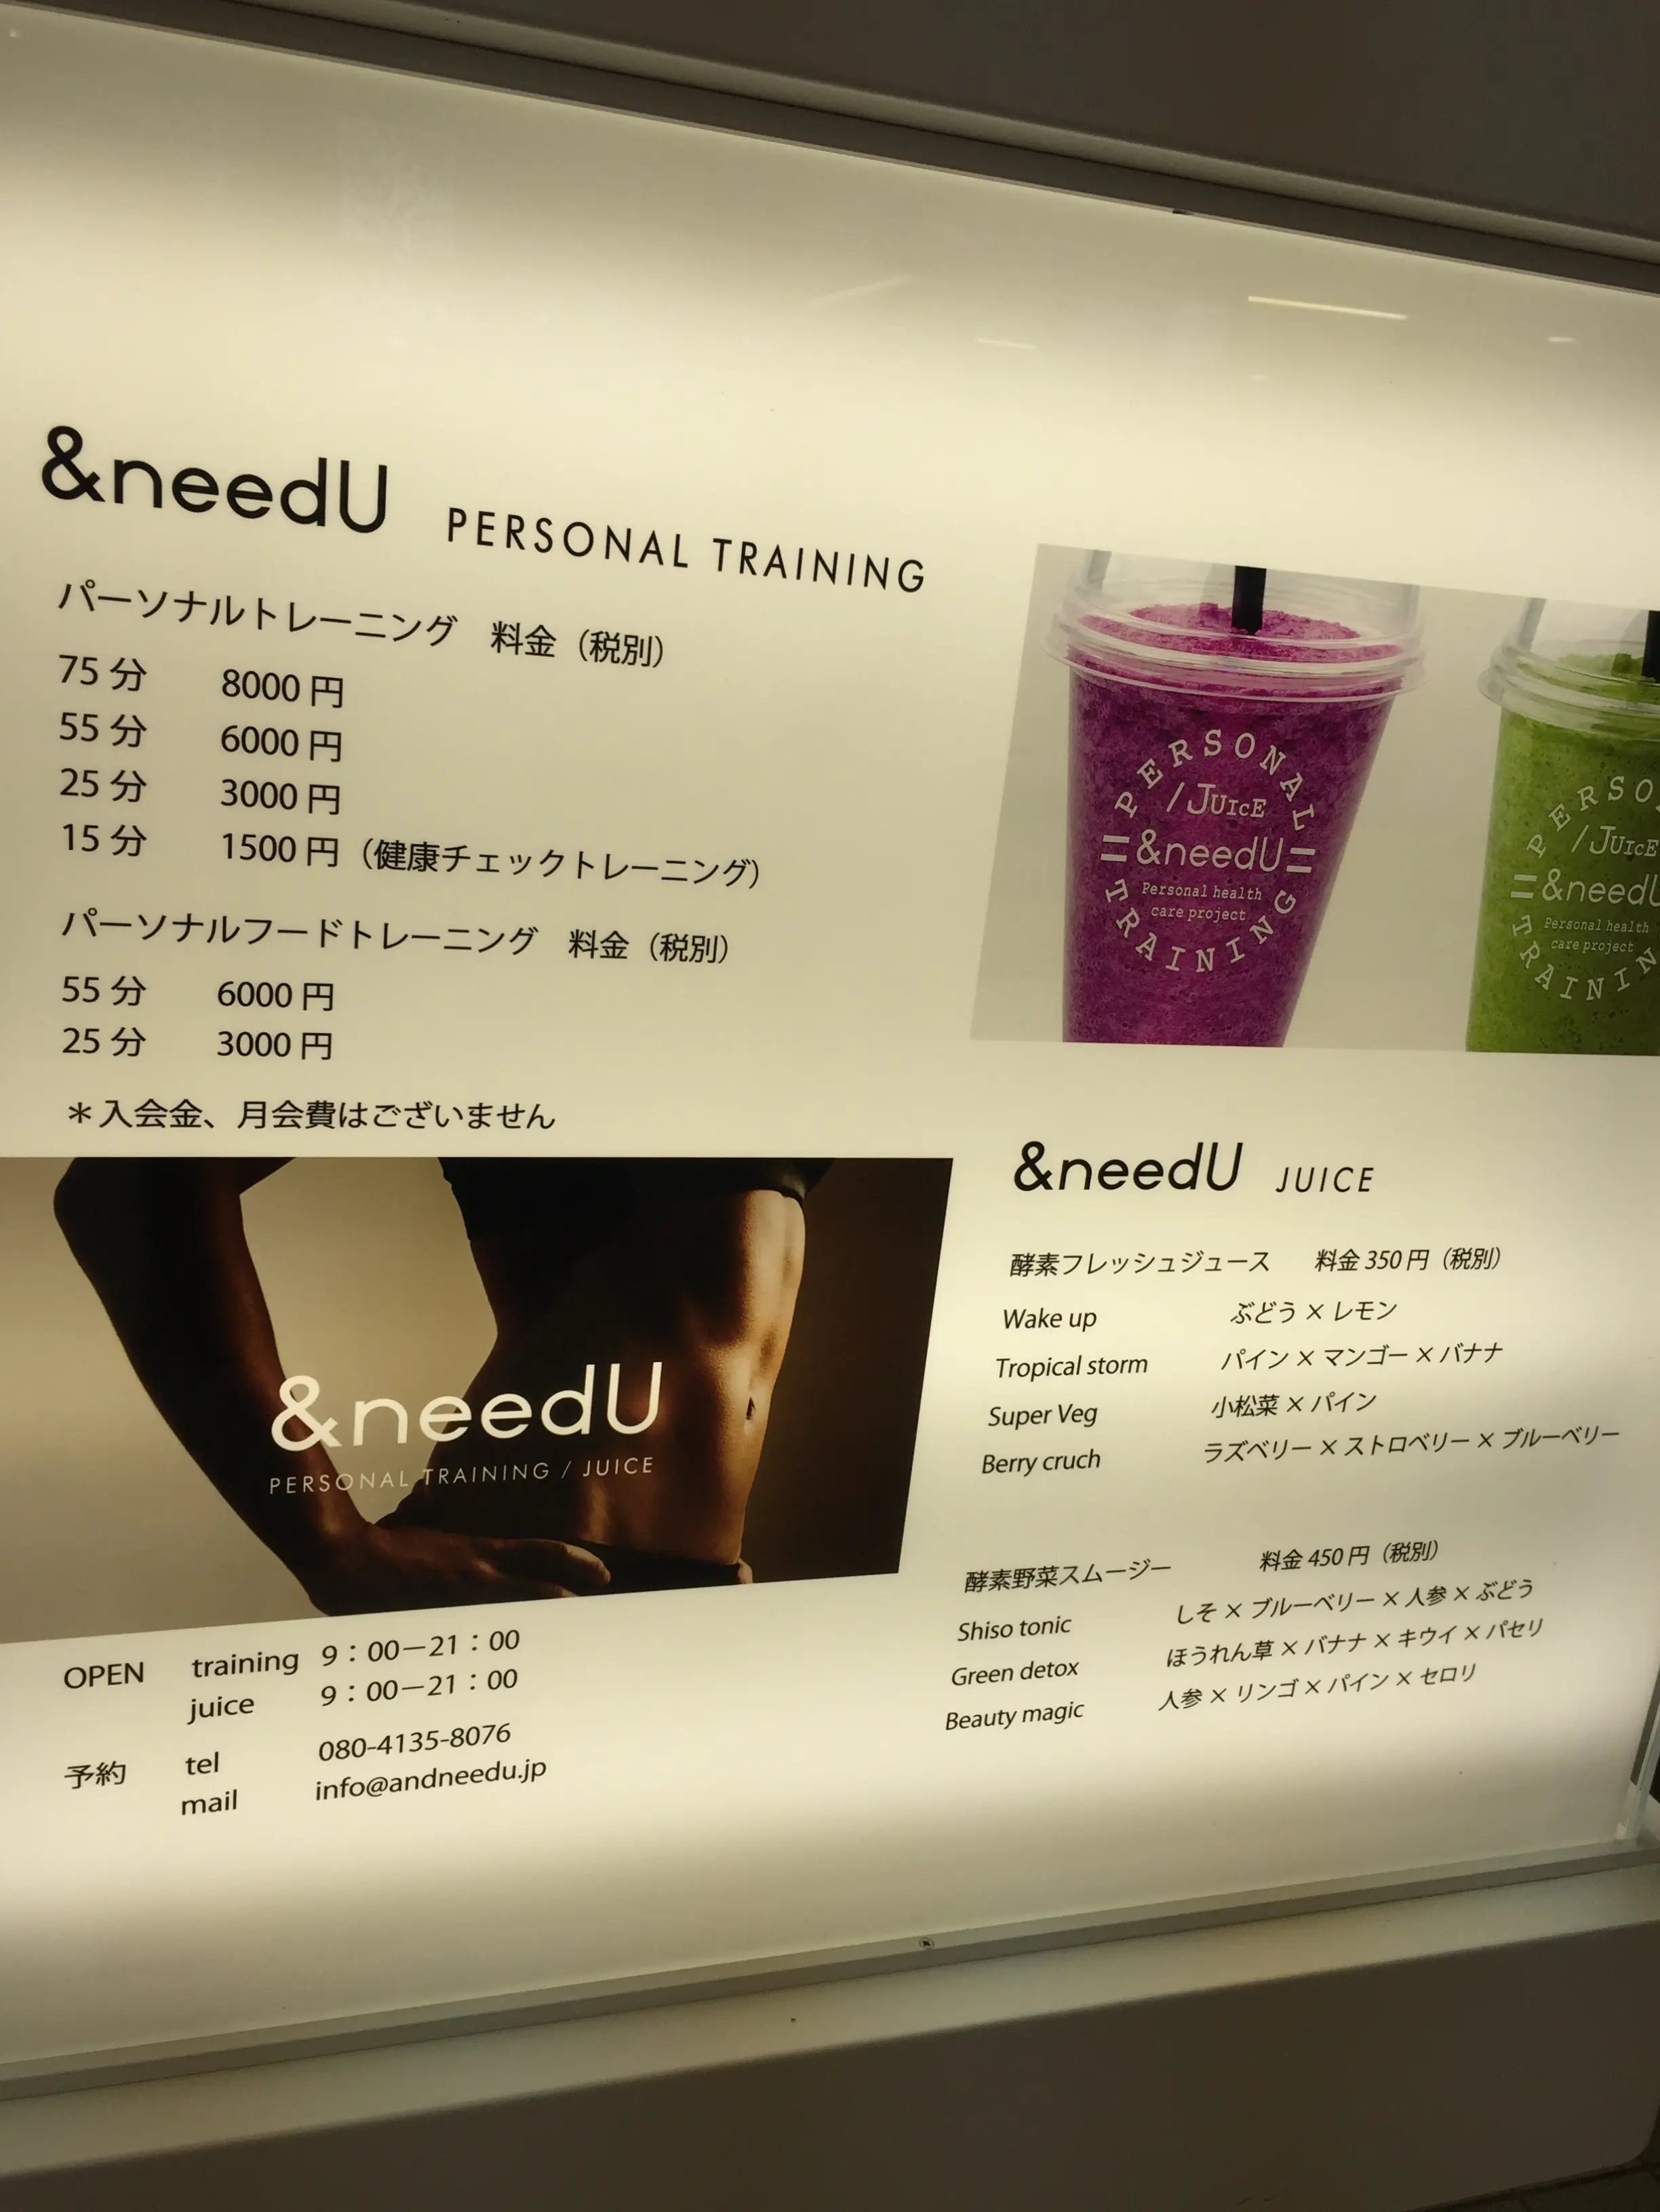 &needU PERSONAL TRAINING
パーソナルトレーニング 料金（税別）
75分 8000円
55分 6000円
25分 3000円
15分 1500円（健康チェックトレーニング）
パーソナルフードトレーニング 料金（税別）
55分 6000円
25分 3000円
＊入会金、月会費はございません
PERSONAL
/JUICE
&needU
Personal health
care project
TRAINING
/JUICE
Personal health
care project
&needU
PERSONAL TRAINING / JUICE
OPEN training 9：00－21：00
juice 9：00－21：00
予約 tel 080-4135-8076
mail info@andneedu.jp
&needU JUICE
酵素フレッシュジュース 料金350円（税別）
Wake up ぶどう×レモン
Tropical storm パイン×マンゴー×バナナ
Super Veg 小松菜×パイン
Berry cruch ラズベリー×ストロベリー×ブルーベリー
酵素野菜スムージー 料金450円（税別）
Shiso tonic しそ×ブルーベリー×人参×ぶどう
Green detox ほうれん草×バナナ×キウイ×パセリ
Beauty magic 人参×リンゴ×パイン×セロリ